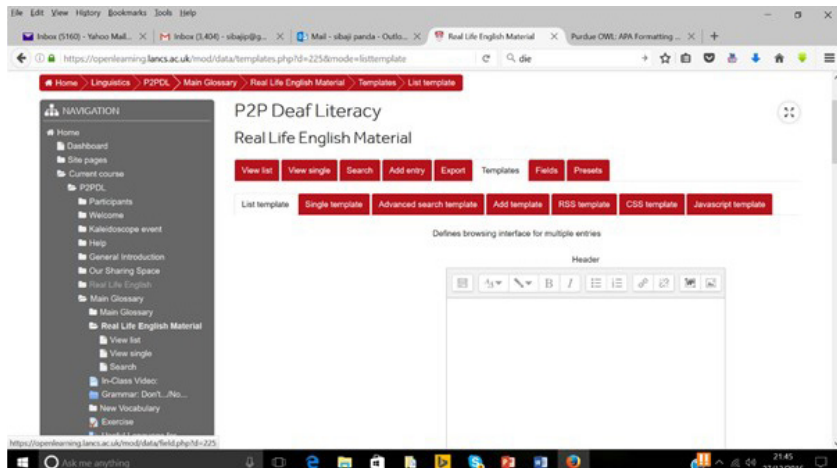 File Edit View History Bookmarks Tools Help
Inbox (5160) - Yahoo Mail... Inbox (3,404) - sibajip@g... Mail - sibaji panda - Outlo... Real Life English Material Purdue OWL: APA Formatting ...
https://openlearning.lancs.ac.uk/mod/data/templates.php?d=225&mode=listtemplate die
Home Linguistics P2PDL Main Glossary Real Life English Material Templates List template
NAVIGATION
Home
Dashboard
Site pages
Current course
P2PDL
Participants
Welcome
Kaleidoscope event
Help
General Introduction
Our Sharing Space
Real Life English
Main Glossary
Main Glossary
Real Life English Material
View list
View single
Search
In-Class Video:
Grammar: Don't.../No...
New Vocabulary
Exercise
P2P Deaf Literacy
Real Life English Material
View list View single Search Add entry Export Templates Fields Presets
List template Single template Advanced search template Add template RSS template CSS template Javascript template
Defines browsing interface for multiple entries
Header
https://openlearning.lancs.ac.uk/mod/data/field.php?d=225
Ask me anything
21:45